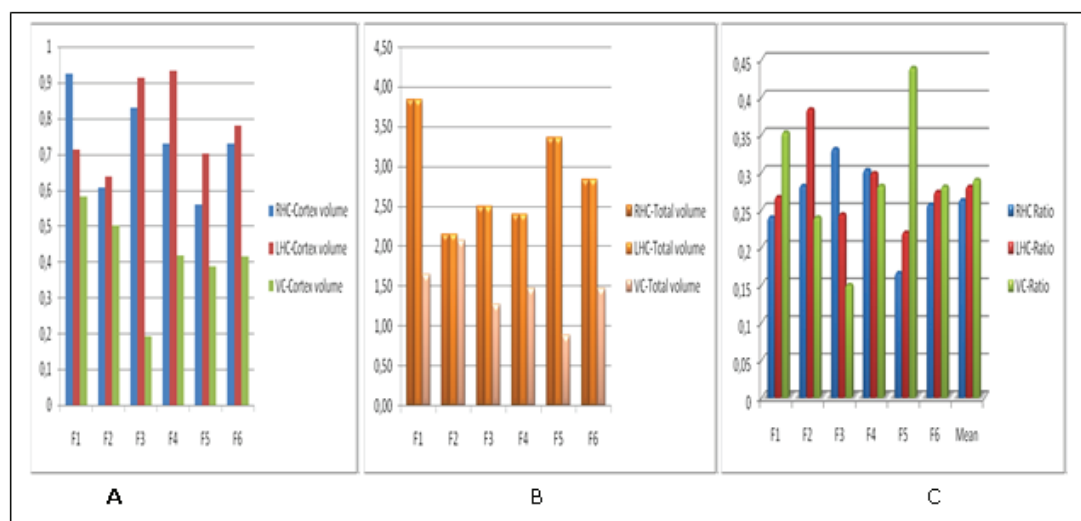 1
0,9
0,8
0,7
0,6
0,5
0,4
0,3
0,2
0,1
0
F1 F2 F3 F4 F5 F6
RHC-Cortex volume
LHC-Cortex volume
VC-Cortex volume
A
4,50
4,00
3,50
3,00
2,50
2,00
1,50
1,00
0,50
0,00
F1 F2 F3 F4 F5 F6
RHC-Total volume
LHC-Total volume
VC-Total volume
B
0,45
0,4
0,35
0,3
0,25
0,2
0,15
0,1
0,05
0
F1 F2 F3 F4 F5 F6 Mean
RHC Ratio
LHC-Ratio
VC-Ratio
C